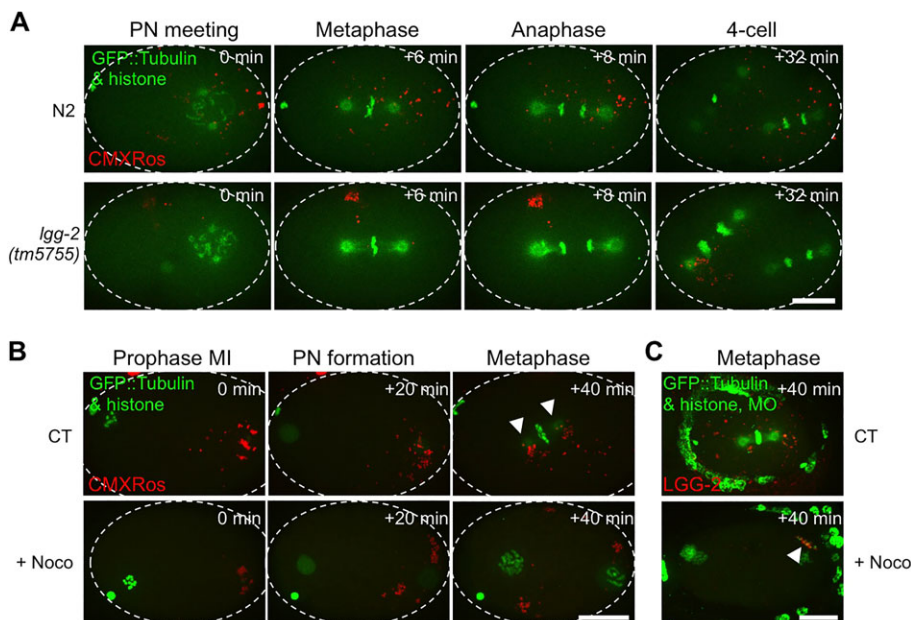 A
PN meeting Metaphase Anaphase 4-cell
N2
GFP::Tubulin
& histone
0 min +6 min +8 min +32 min
CMXRos
lgg-2
(tm5755)
0 min +6 min +8 min +32 min
B
Prophase MI PN formation Metaphase
CT
GFP::Tubulin
& histone
0 min +20 min +40 min
CMXRos
+ Noco
0 min +20 min +40 min
C
Metaphase
GFP::Tubulin
+40 min
& histone, MO
CT
LGG-2
+40 min
+ Noco